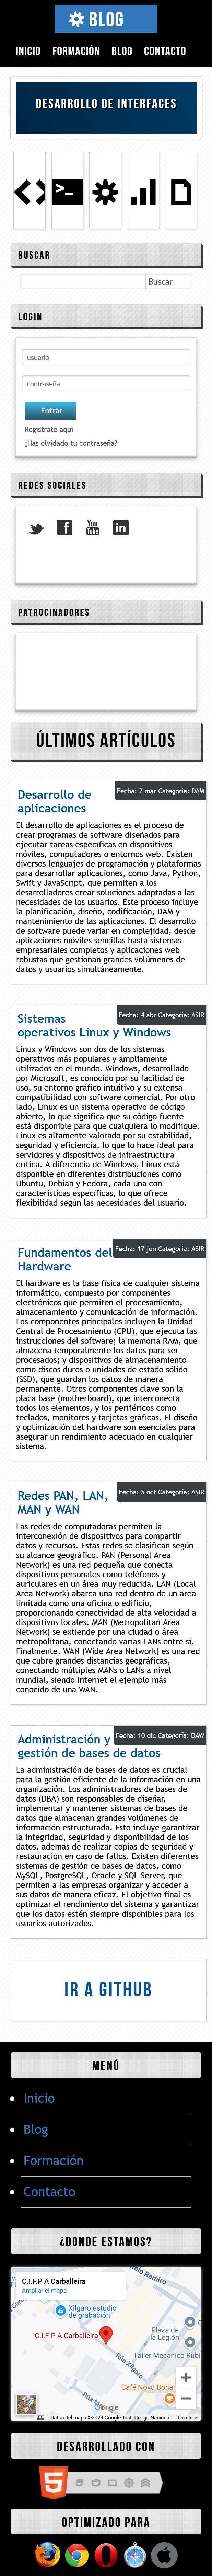 BLOG
INICIO FORMACIÓN BLOG CONTACTO
DESARROLLO DE INTERFACES
BUSCAR
Buscar
LOGIN
usuario
contraseña
Entrar
Registrate aquí
¿Has olvidado tu contraseña?
REDES SOCIALES
You
Tube
PATROCINADORES
ÚLTIMOS ARTÍCULOS
Fecha: 2 mar Categoría: DAM
Desarrollo de
aplicaciones
El desarrollo de aplicaciones es el proceso de
crear programas de software diseñados para
ejecutar tareas específicas en dispositivos
móviles, computadores o entornos web. Existen
diversos lenguajes de programación y plataformas
para desarrollar aplicaciones, como Java, Python,
Swift y JavaScript, que permiten a los
desarrolladores crear soluciones adaptadas a las
necesidades de los usuarios. Este proceso incluye
la planificación, diseño, codificación, DAM y
mantenimiento de las aplicaciones. El desarrollo
de software puede variar en complejidad, desde
aplicaciones móviles sencillas hasta sistemas
empresariales completos y aplicaciones web
robustas que gestionan grandes volúmenes de
datos y usuarios simultáneamente.
Fecha: 4 abr Categoría: ASIR
Sistemas
operativos Linux y Windows
Linux y Windows son dos de los sistemas
operativos más populares y ampliamente
utilizados en el mundo. Windows, desarrollado
por Microsoft, es conocido por su facilidad de
uso, su entorno gráfico intuitivo y su extensa
compatibilidad con software comercial. Por otro
lado, Linux es un sistema operativo de código
abierto, lo que significa que su código fuente
está disponible para que cualquiera lo modifique.
Linux es altamente valorado por su estabilidad,
seguridad y eficiencia, lo que lo hace ideal para
servidores y dispositivos de infraestructura
crítica. A diferencia de Windows, Linux está
disponible en diferentes distribuciones como
Ubuntu, Debian y Fedora, cada una con
características específicas, lo que ofrece
flexibilidad según las necesidades del usuario.
Fecha: 17 jun Categoría: ASIR
Fundamentos del
Hardware
El hardware es la base física de cualquier sistema
informático, compuesto por componentes
electrónicos que permiten el procesamiento,
almacenamiento y comunicación de información.
Los componentes principales incluyen la Unidad
Central de Procesamiento (CPU), que ejecuta las
instrucciones del software; la memoria RAM, que
almacena temporalmente los datos para ser
procesados; y dispositivos de almacenamiento
como discos duros o unidades de estado sólido
(SSD), que guardan los datos de manera
permanente. Otros componentes clave son la
placa base (motherboard), que interconecta
todos los elementos, y los periféricos como
teclados, monitores y tarjetas gráficas. El diseño
y optimización del hardware son esenciales para
asegurar un rendimiento adecuado en cualquier
sistema.
Fecha: 5 oct Categoría: ASIR
Redes PAN, LAN,
MAN y WAN
Las redes de computadoras permiten la
interconexión de dispositivos para compartir
datos y recursos. Estas redes se clasifican según
su alcance geográfico. PAN (Personal Area
Network) es una red pequeña que conecta
dispositivos personales como teléfonos y
auriculares en un área muy reducida. LAN (Local
Area Network) abarca una red dentro de un área
limitada como una oficina o edificio,
proporcionando conectividad de alta velocidad a
dispositivos locales. MAN (Metropolitan Area
Network) se extiende por una ciudad o área
metropolitana, conectando varias LANs entre sí.
Finalmente, WAN (Wide Area Network) es una red
que cubre grandes distancias geográficas,
conectando múltiples MANs o LANs a nivel
mundial, siendo Internet el ejemplo más
conocido de una WAN.
Fecha: 10 dic Categoría: DAW
Administración y
gestión de bases de datos
La administración de bases de datos es crucial
para la gestión eficiente de la información en una
organización. Los administradores de bases de
datos (DBA) son responsables de diseñar,
implementar y mantener sistemas de bases de
datos que almacenan grandes volúmenes de
información estructurada. Esto incluye garantizar
la integridad, seguridad y disponibilidad de los
datos, además de realizar copias de seguridad y
restauración en caso de fallos. Existen diferentes
sistemas de gestión de bases de datos, como
MySQL, PostgreSQL, Oracle y SQL Server, que
permiten a las empresas organizar y acceder a
sus datos de manera eficaz. El objetivo final es
optimizar el rendimiento del sistema y garantizar
que los datos estén siempre disponibles para los
usuarios autorizados.
IR A GITHUB
MENÚ
Inicio
Blog
Formación
Contacto
¿DONDE ESTAMOS?
C.I.F.P A Carballeira
Ampliar el mapa
Xilgaro estudio
de grabación
C.I.F.P A Carballeira
Plaza de
la Legión
Taller Mecanico Rubi
Café Novo Bonar
Google
Datos del mapa ©2024 Google, Inst. Geogr. Nacional Términos
DESARROLLADO CON
5
OPTIMIZADO PARA